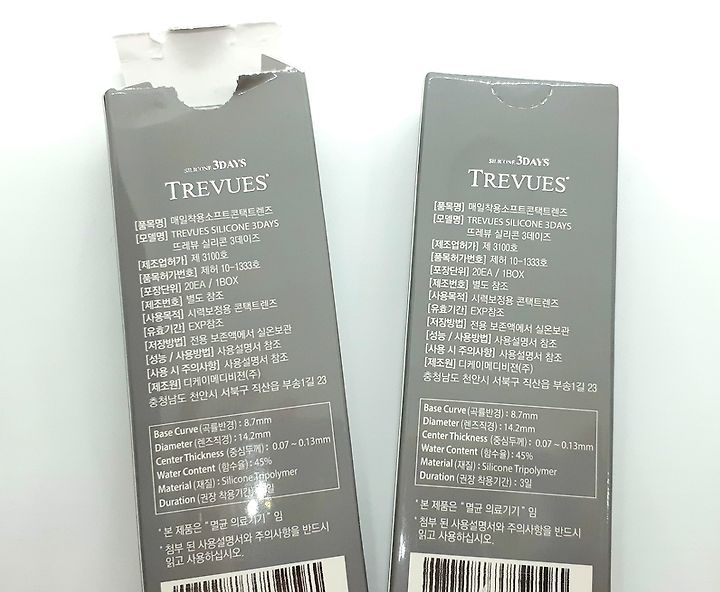 SILICONE 3DAYS
TREVUES
[품목명] 매일착용소프트콘택트렌즈
[모델명] TREVUES SILICONE 3DAYS
뜨레뷰 실리콘 3데이즈
[제조업허가] 제 3100호
[품목허가번호] 제허 10-1333호
[포장단위] 20EA / 1BOX
[제조번호] 별도 참조
[사용목적] 시력보정용 콘택트렌즈
[유효기간] EXP참조
[저장방법] 전용 보존액에서 실온보관
[성능 / 사용방법] 사용설명서 참조
[사용 시 주의사항] 사용설명서 참조
[제조원] 디케이메디비젼(주)
충청남도 천안시 서북구 직산읍 부송1길 23
Base Curve (곡률반경) : 8.7mm
Diameter (렌즈직경) : 14.2mm
Center Thickness (중심두께) : 0.07 ~ 0.13mm
Water Content (함수율) : 45%
Material (재질) : Silicone Tripolymer
Duration (권장 착용기간) : 3일
* 본 제품은 " 멸균 의료기기 " 임
* 첨부 된 사용설명서와 주의사항을 반드시
읽고 사용하십시오.
SILICONE 3DAYS
TREVUES
[품목명] 매일착용소프트콘택트렌즈
[모델명] TREVUES SILICONE 3DAYS
뜨레뷰 실리콘 3데이즈
[제조업허가] 제 3100호
[품목허가번호] 제허 10-1333호
[포장단위] 20EA / 1BOX
[제조번호] 별도 참조
[사용목적] 시력보정용 콘택트렌즈
[유효기간] EXP참조
[저장방법] 전용 보존액에서 실온보관
[성능 / 사용방법] 사용설명서 참조
[사용 시 주의사항] 사용설명서 참조
[제조원] 디케이메디비젼(주)
충청남도 천안시 서북구 직산읍 부송1길 23
Base Curve (곡률반경) : 8.7mm
Diameter (렌즈직경) : 14.2mm
Center Thickness (중심두께) : 0.07 ~ 0.13mm
Water Content (함수율) : 45%
Material (재질) : Silicone Tripolymer
Duration (권장 착용기간) : 3일
* 본 제품은 " 멸균 의료기기 " 임
* 첨부 된 사용설명서와 주의사항을 반드시
읽고 사용하십시오.